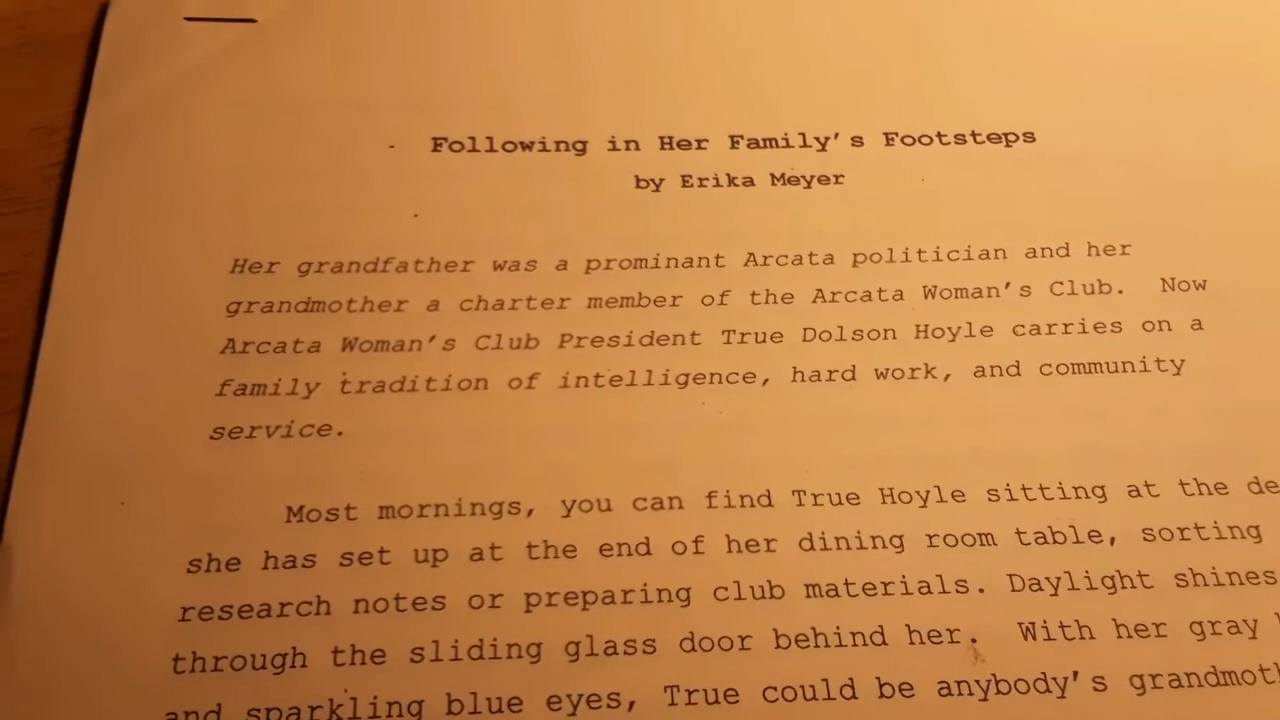 Following in Her Family's Footsteps
by Erika Meyer
Her grandfather was a prominant Arcata politician and her
grandmother a charter member of the Arcata Woman's Club. Now
Arcata Woman's Club President True Dolson Hoyle carries on a
family tradition of intelligence, hard work, and community
service.
Most mornings, you can find True Hoyle sitting at the
she has set up at the end of her dining room table, sorting
research notes or preparing club materials. Daylight shines
through the sliding glass door behind her. With her gray
and sparkling blue eyes, True could be anybody's